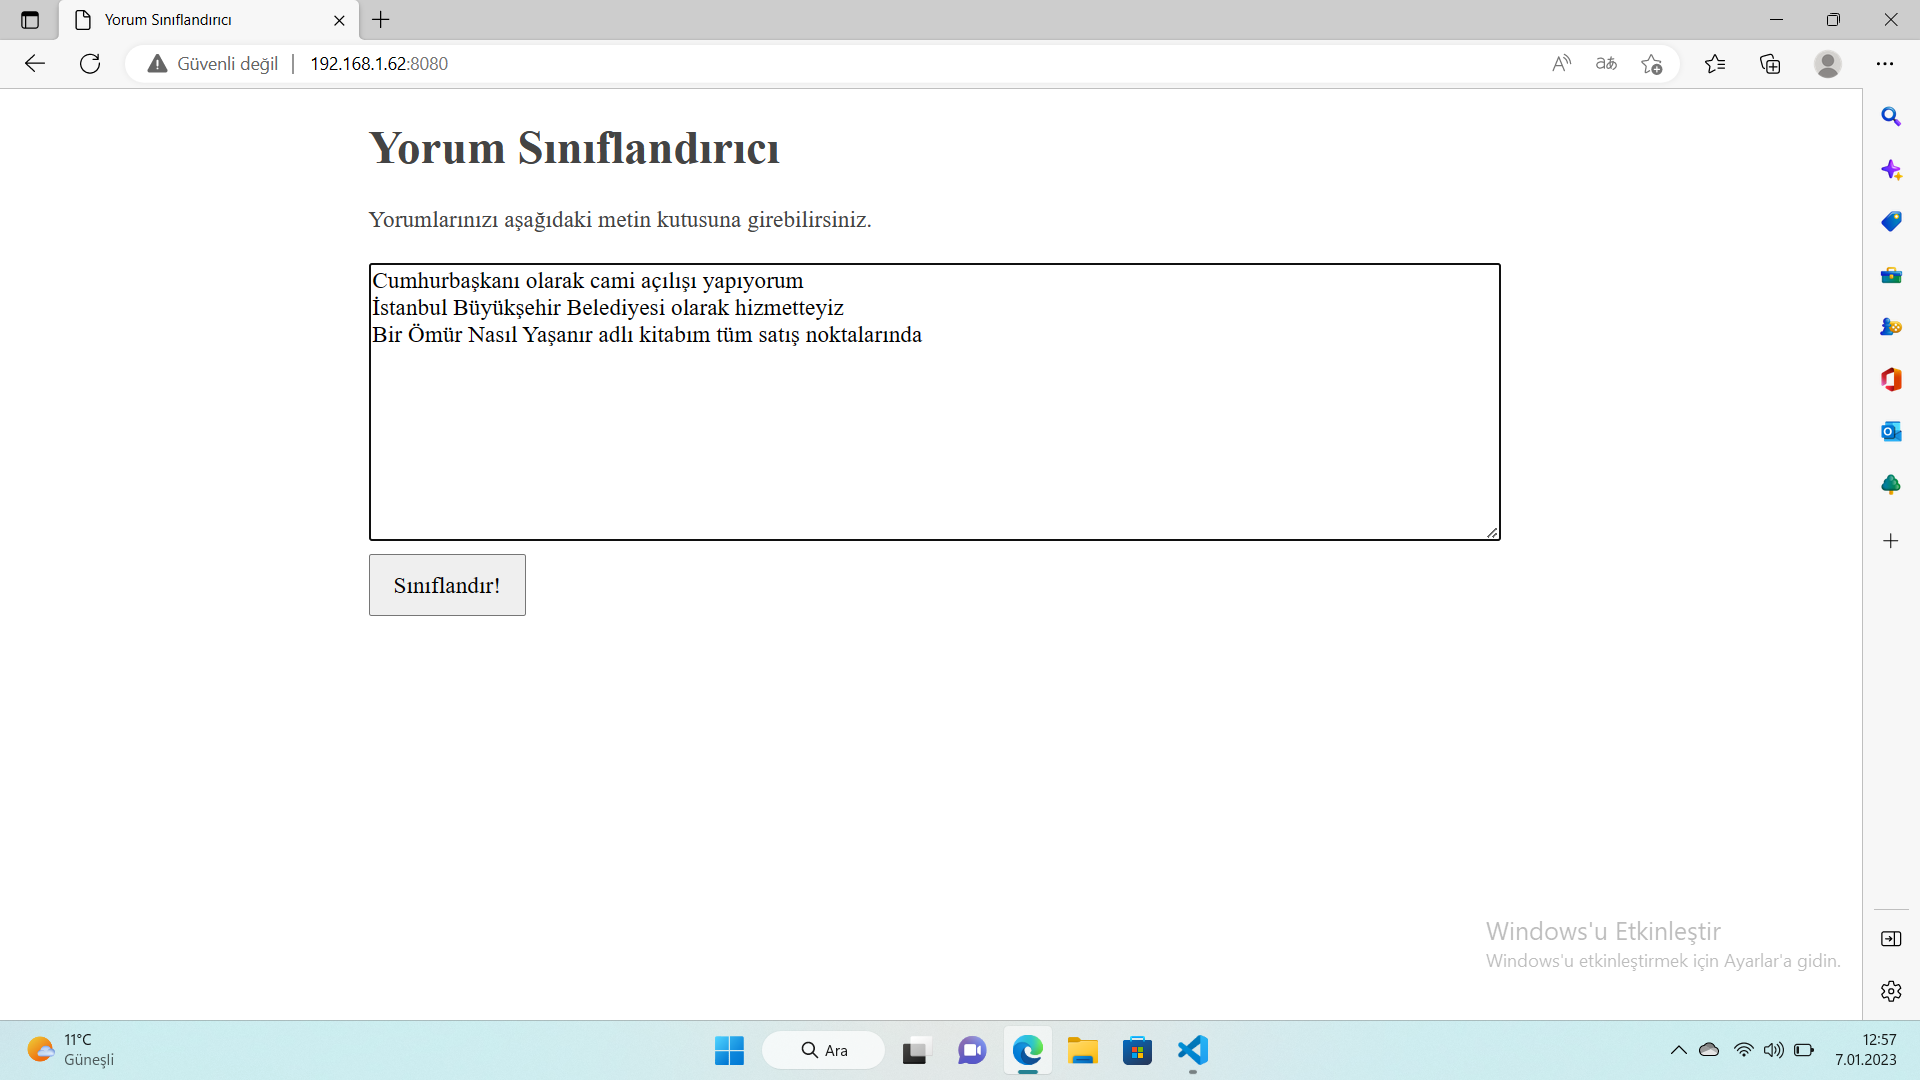 Yorum Sınıflandırıcı
Güvenli değil
192.168.1.62:8080
Yorum Sınıflandırıcı
Yorumlarınızı aşağıdaki metin kutusuna girebilirsiniz.
Cumhurbaşkanı olarak cami açılışı yapıyorum
İstanbul Büyükşehir Belediyesi olarak hizmetteyiz
Bir Ömür Nasıl Yaşanır adlı kitabım tüm satış noktalarında
Sınıflandır!
Windows'u Etkinleştir
Windows'u etkinleştirmek için Ayarlar'a gidin.
11°C
Güneşli
Ara
12:57
7.01.2023